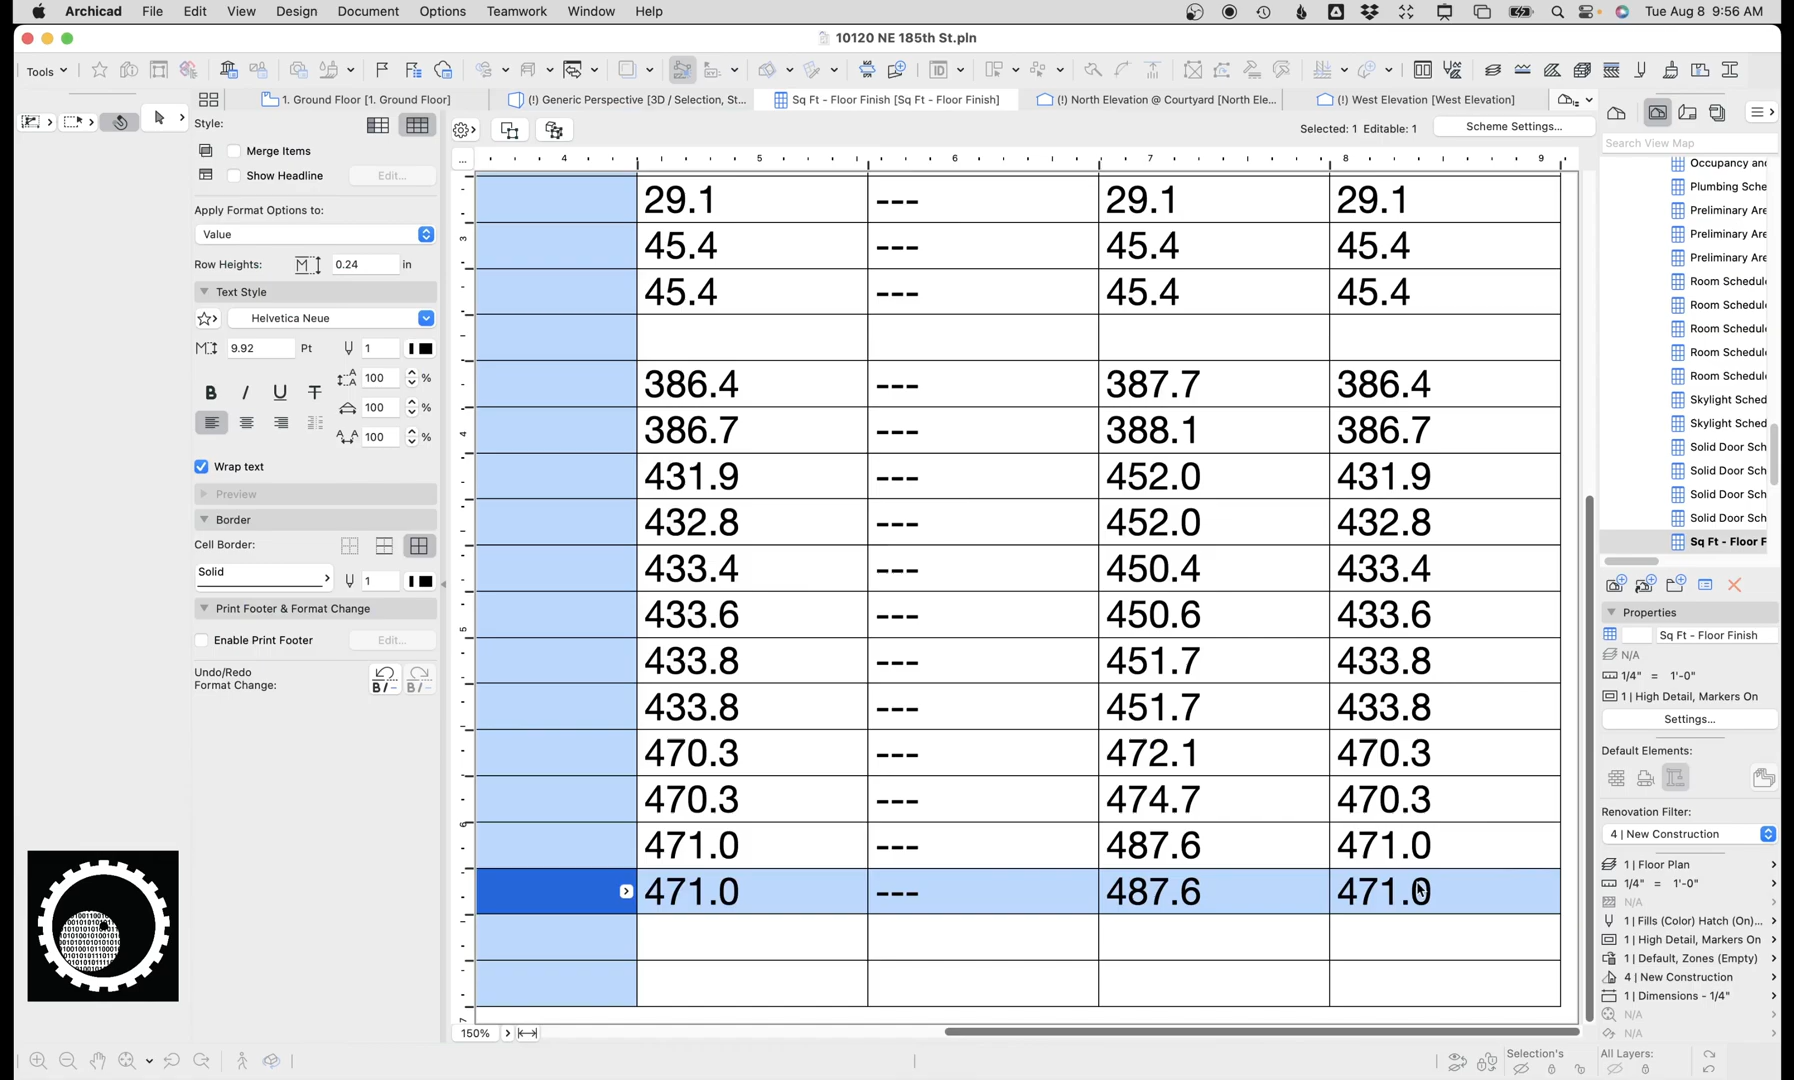 Archicad File Edit View Design Document Options Teamwork Window Help Tue Aug 8 9:56 AM
10120 NE 185th St.pln
Tools
1. Ground Floor [1. Ground Floor] (!) Generic Perspective [3D / Selection, St... Sq Ft - Floor Finish [Sq Ft - Floor Finish] (!) North Elevation @ Courtyard [North Ele... (!) West Elevation [West Elevation]
Style:
Selected: 1 Editable: 1 Scheme Settings...
Merge Items
Show Headline Edit...
Apply Format Options to:
Value
Row Heights: 0.24 in
Text Style
Helvetica Neue
9.92 Pt 1
B I U T 100 %
100 %
100 %
Wrap text
Preview
Border
Cell Border:
Solid 1
Print Footer & Format Change
Enable Print Footer Edit...
Undo/Redo
Format Change:
... 4 5 6 7 8 9
3
4
5
6
29.1 --- 29.1 29.1
45.4 --- 45.4 45.4
45.4 --- 45.4 45.4
386.4 --- 387.7 386.4
386.7 --- 388.1 386.7
431.9 --- 452.0 431.9
432.8 --- 452.0 432.8
433.4 --- 450.4 433.4
433.6 --- 450.6 433.6
433.8 --- 451.7 433.8
433.8 --- 451.7 433.8
470.3 --- 472.1 470.3
470.3 --- 474.7 470.3
471.0 --- 487.6 471.0
471.0 --- 487.6 471.0
150%
Search View Map
Occupancy an
Plumbing Sche
Preliminary Are
Preliminary Are
Preliminary Are
Room Schedul
Room Schedul
Room Schedul
Room Schedul
Room Schedul
Skylight Sched
Skylight Sched
Solid Door Sch
Solid Door Sch
Solid Door Sch
Solid Door Sch
Sq Ft - Floor F
Properties
Sq Ft - Floor Finish
N/A
1/4" = 1'-0"
1 | High Detail, Markers On
Settings...
Default Elements:
Renovation Filter:
4 | New Construction
1 | Floor Plan
1/4" = 1'-0"
N/A
1 | Fills (Color) Hatch (On)...
1 | High Detail, Markers On
1 | Default, Zones (Empty)
4 | New Construction
1 | Dimensions - 1/4"
N/A
N/A
Selection's All Layers: